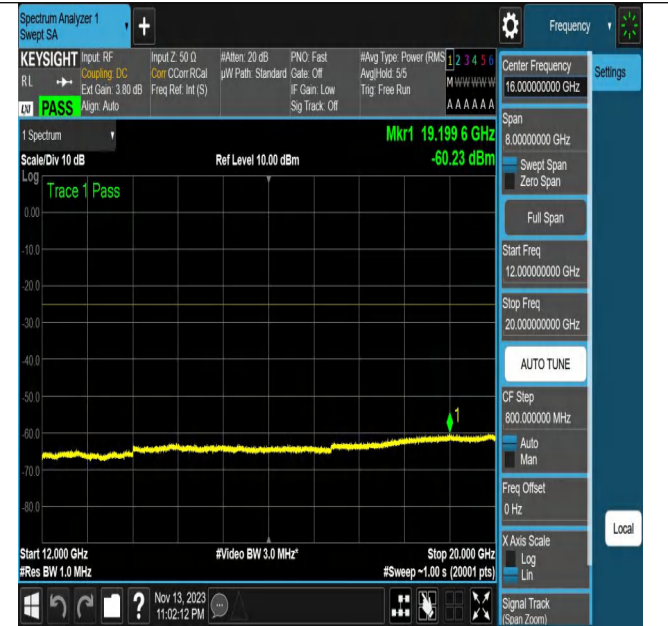 Spectrum Analyzer 1
Swept SA
Frequency
KEYSIGHT
RL
LXI
PASS
Input: RF
Coupling: DC
Ext Gain: 3.80 dB
Align: Auto
Input Z: 50 Ω
Corr CCorr RCal
Freq Ref: Int (S)
#Atten: 20 dB
µW Path: Standard
PNO: Fast
Gate: Off
IF Gain: Low
Sig Track: Off
#Avg Type: Power (RMS
Avg|Hold: 5/5
Trig: Free Run
1 2 3 4 5 6
M W W W W W
A A A A A A
1 Spectrum
Scale/Div 10 dB
Ref Level 10.00 dBm
Mkr1 19.199 6 GHz
-60.23 dBm
Log
Trace 1 Pass
0.00
-10.0
-20.0
-30.0
-40.0
-50.0
-60.0
-70.0
-80.0
1
Start 12.000 GHz
#Res BW 1.0 MHz
#Video BW 3.0 MHz*
Stop 20.000 GHz
#Sweep ~1.00 s (20001 pts)
?
Nov 13, 2023
11:02:12 PM
Center Frequency
16.000000000 GHz
Settings
Span
8.00000000 GHz
Swept Span
Zero Span
Full Span
Start Freq
12.000000000 GHz
Stop Freq
20.000000000 GHz
AUTO TUNE
CF Step
800.000000 MHz
Auto
Man
Freq Offset
0 Hz
X Axis Scale
Log
Lin
Local
Signal Track
(Span Zoom)